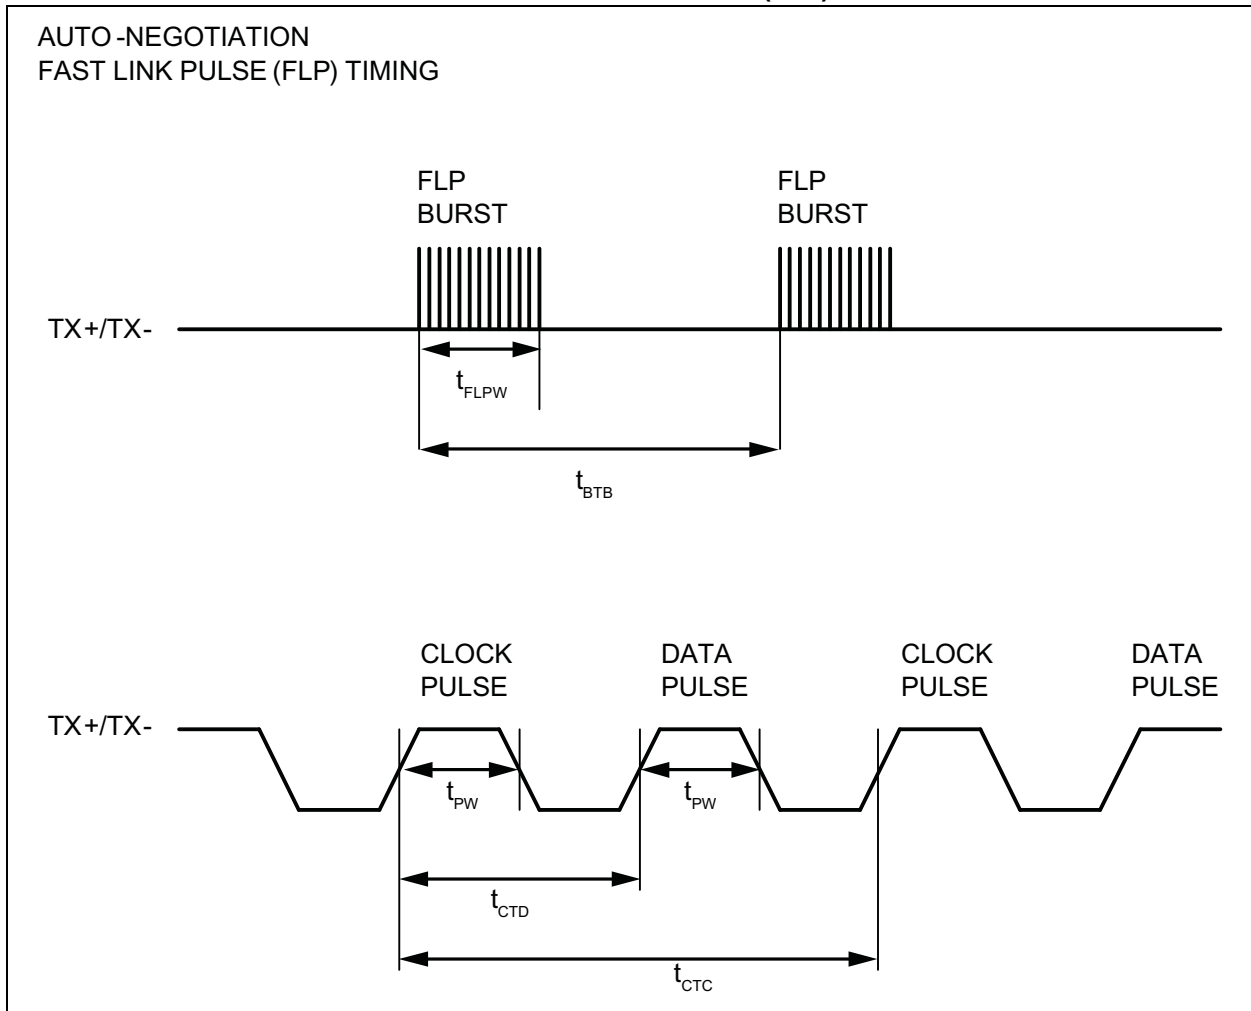 AUTO-NEGOTIATION
FAST LINK PULSE (FLP) TIMING
FLP
BURST
FLP
BURST
TX+/TX-
tFLPW
tBTB
CLOCK
PULSE
DATA
PULSE
CLOCK
PULSE
DATA
PULSE
TX+/TX-
tPW
tPW
tCTD
tCTC